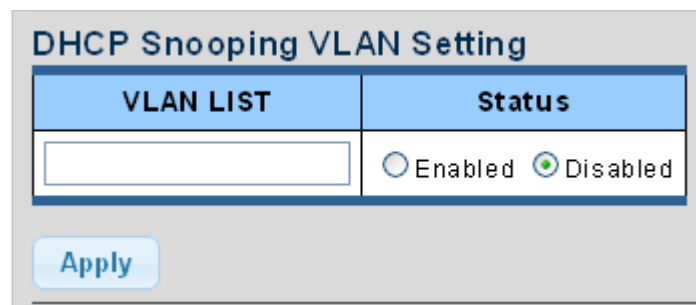 DHCP Snooping VLAN Setting
VLAN LIST Status
Enabled Disabled
Apply